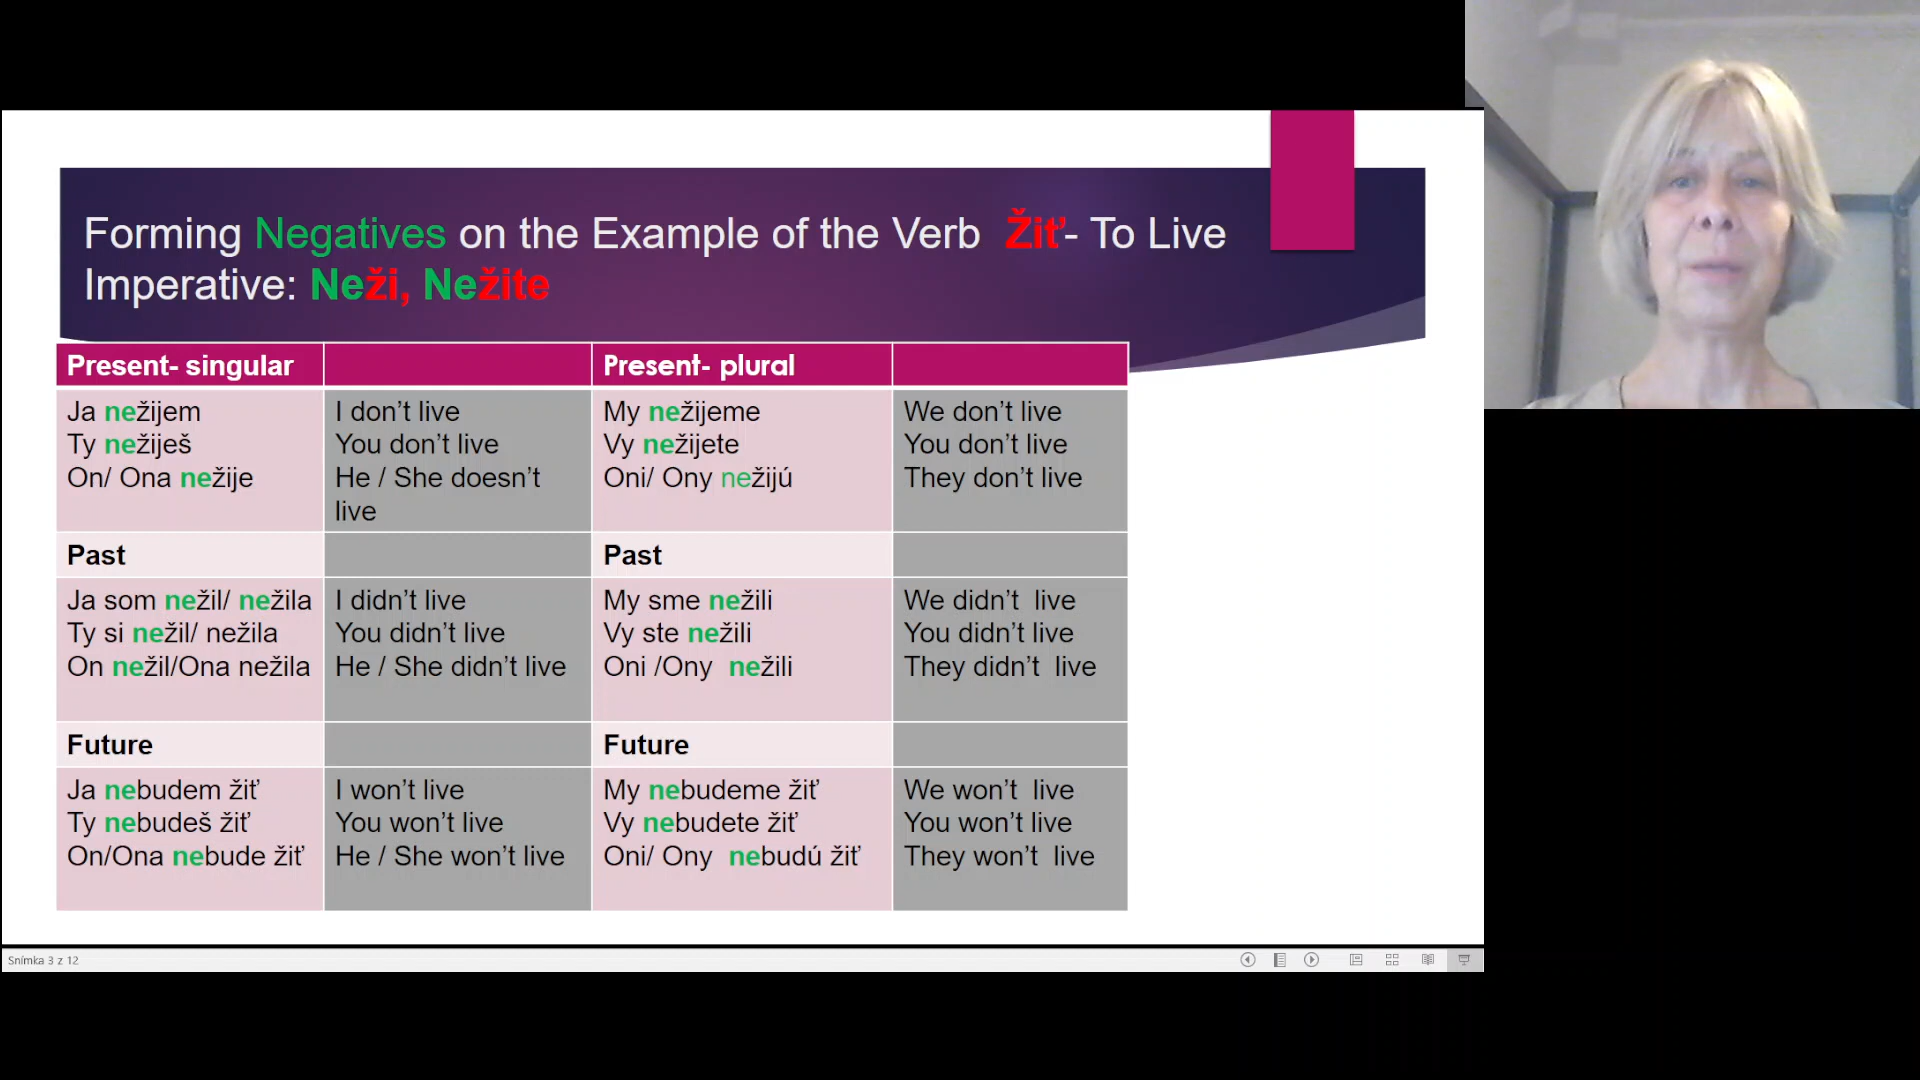 Forming Negatives on the Example of the Verb Žiť- To Live
Imperative: Neži, Nežite
Present- singular
Present- plural
Ja nežijem
Ty nežiješ
On/ Ona nežije
I don’t live
You don’t live
He / She doesn’t
live
My nežijeme
Vy nežijete
Oni/ Ony nežijú
We don’t live
You don’t live
They don’t live
Past
Past
Ja som nežil/ nežila
Ty si nežil/ nežila
On nežil/Ona nežila
I didn’t live
You didn’t live
He / She didn’t live
My sme nežili
Vy ste nežili
Oni /Ony nežili
We didn’t live
You didn’t live
They didn’t live
Future
Future
Ja nebudem žiť
Ty nebudeš žiť
On/Ona nebude žiť
I won’t live
You won’t live
He / She won’t live
My nebudeme žiť
Vy nebudete žiť
Oni/ Ony nebudú žiť
We won’t live
You won’t live
They won’t live
Snímka 3 z 12